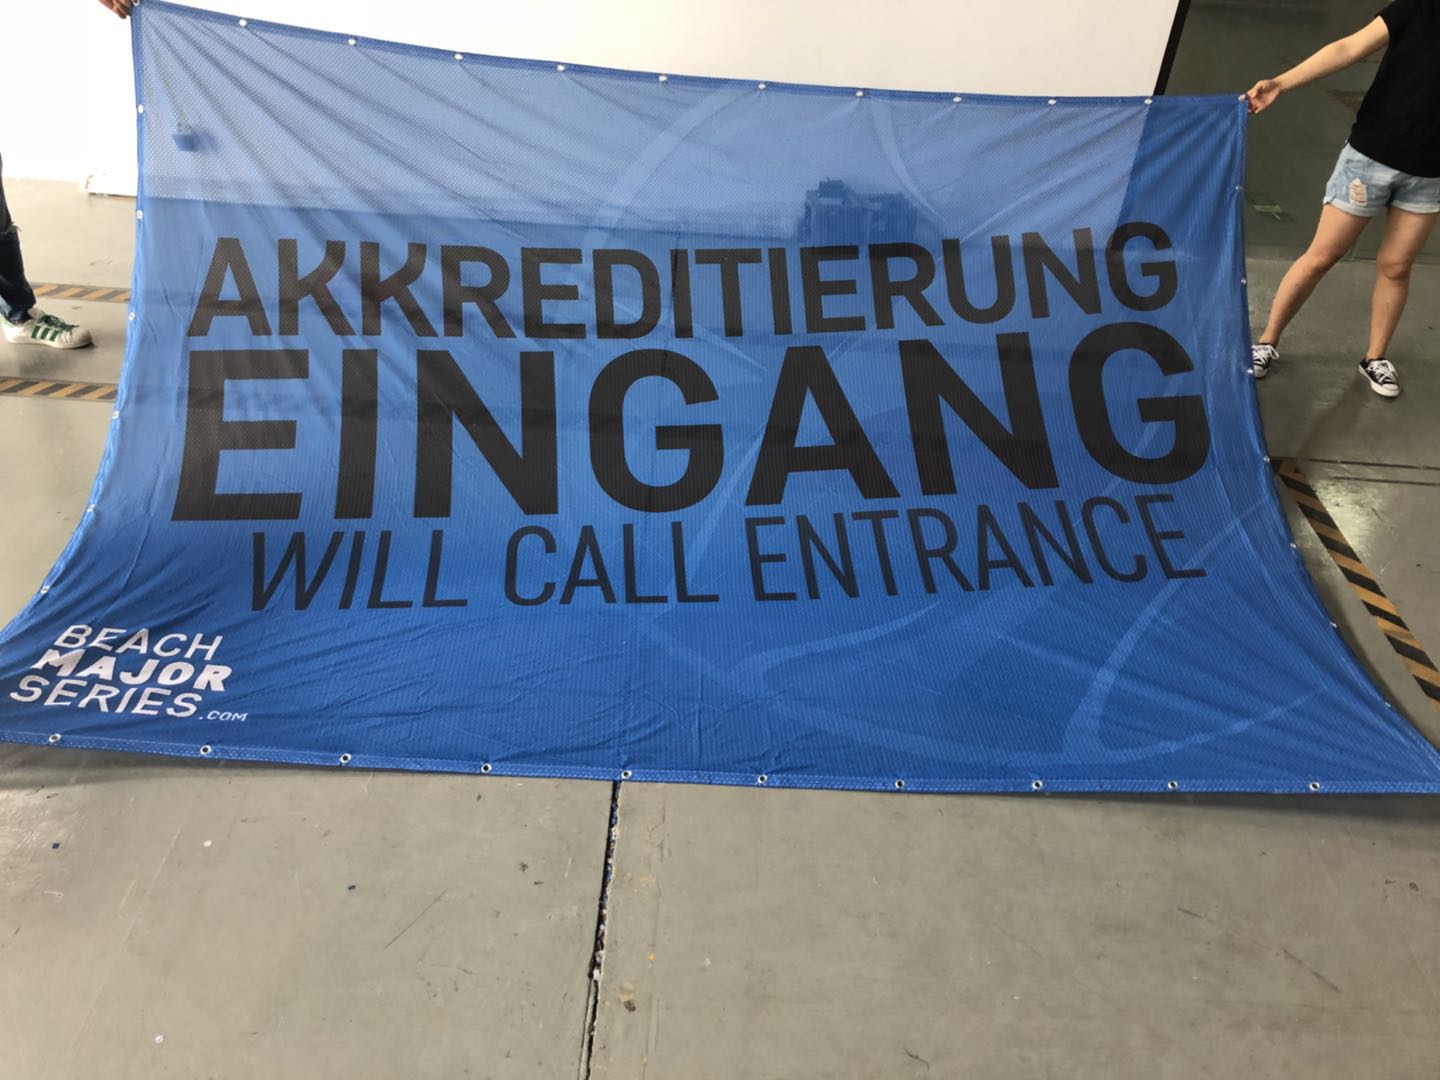 AKKREDITIERUNG
EINGANG
WILL CALL ENTRANCE
BEACH
MAJOR
SERIES.COM